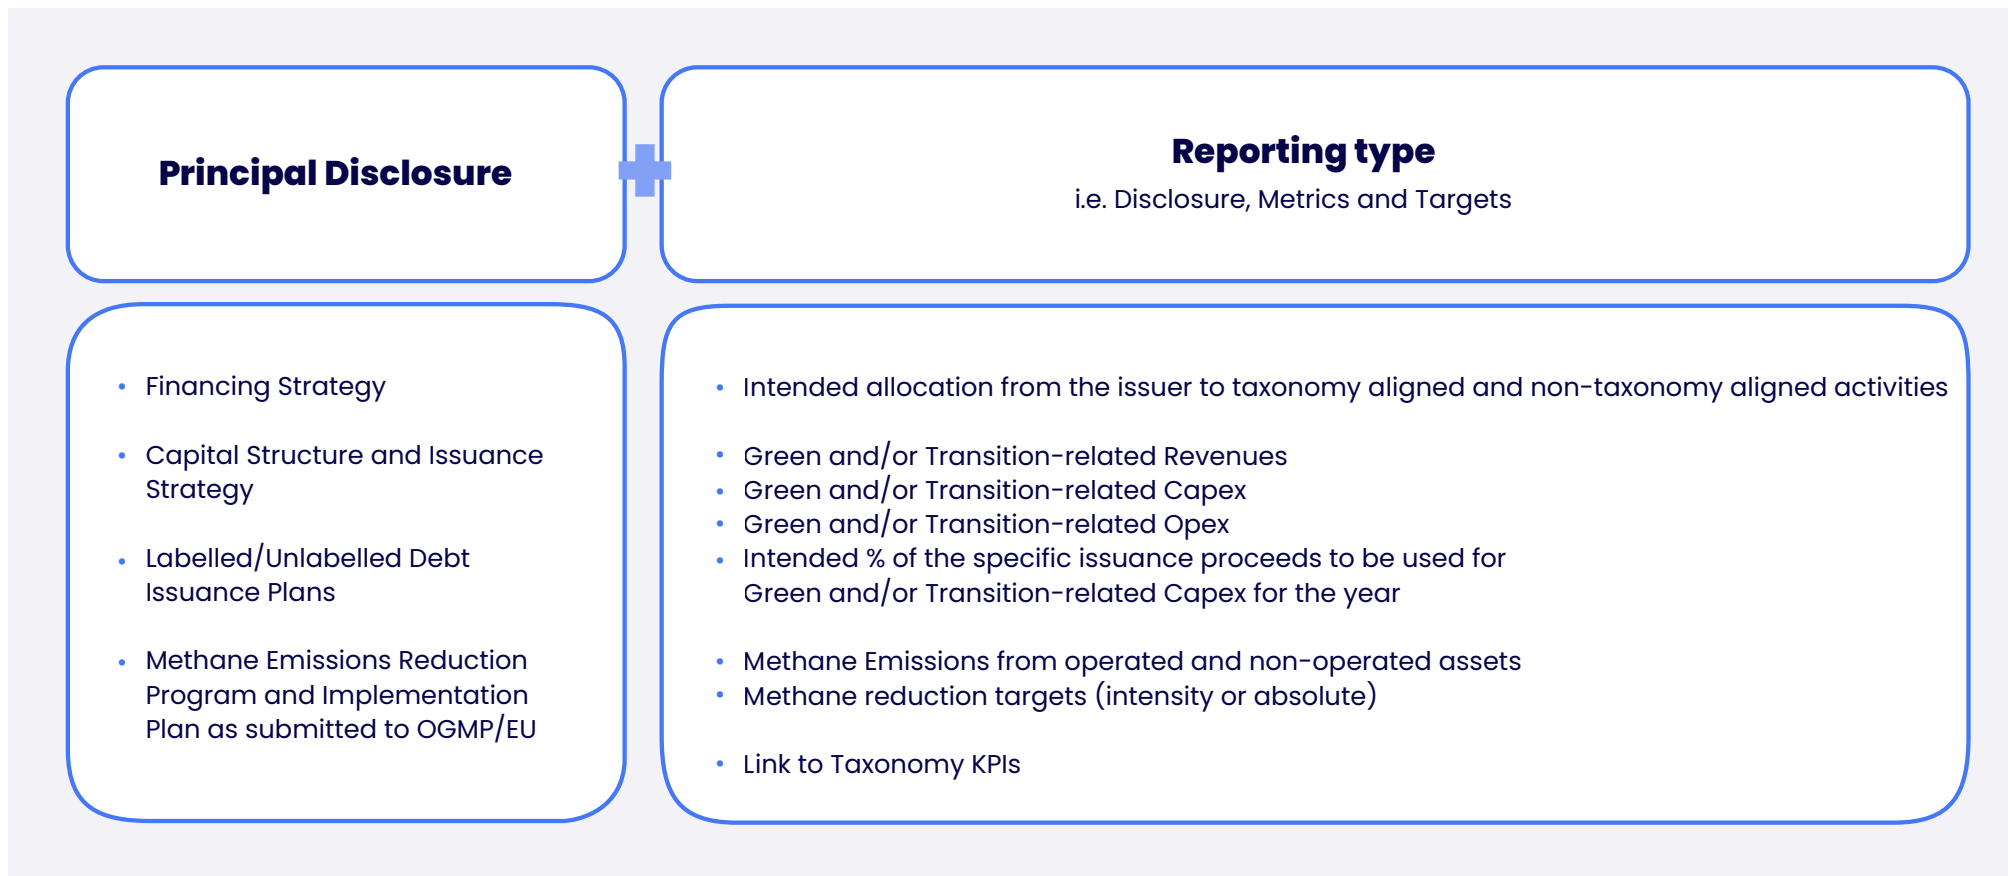 Principal Disclosure
Reporting type
i.e. Disclosure, Metrics and Targets
• Financing Strategy
• Capital Structure and Issuance
Strategy
• Labelled/Unlabelled Debt
Issuance Plans
• Methane Emissions Reduction
Program and Implementation
Plan as submitted to OGMP/EU
• Intended allocation from the issuer to taxonomy aligned and non-taxonomy aligned activities
• Green and/or Transition-related Revenues
• Green and/or Transition-related Capex
• Green and/or Transition-related Opex
• Intended % of the specific issuance proceeds to be used for
Green and/or Transition-related Capex for the year
• Methane Emissions from operated and non-operated assets
• Methane reduction targets (intensity or absolute)
• Link to Taxonomy KPIs